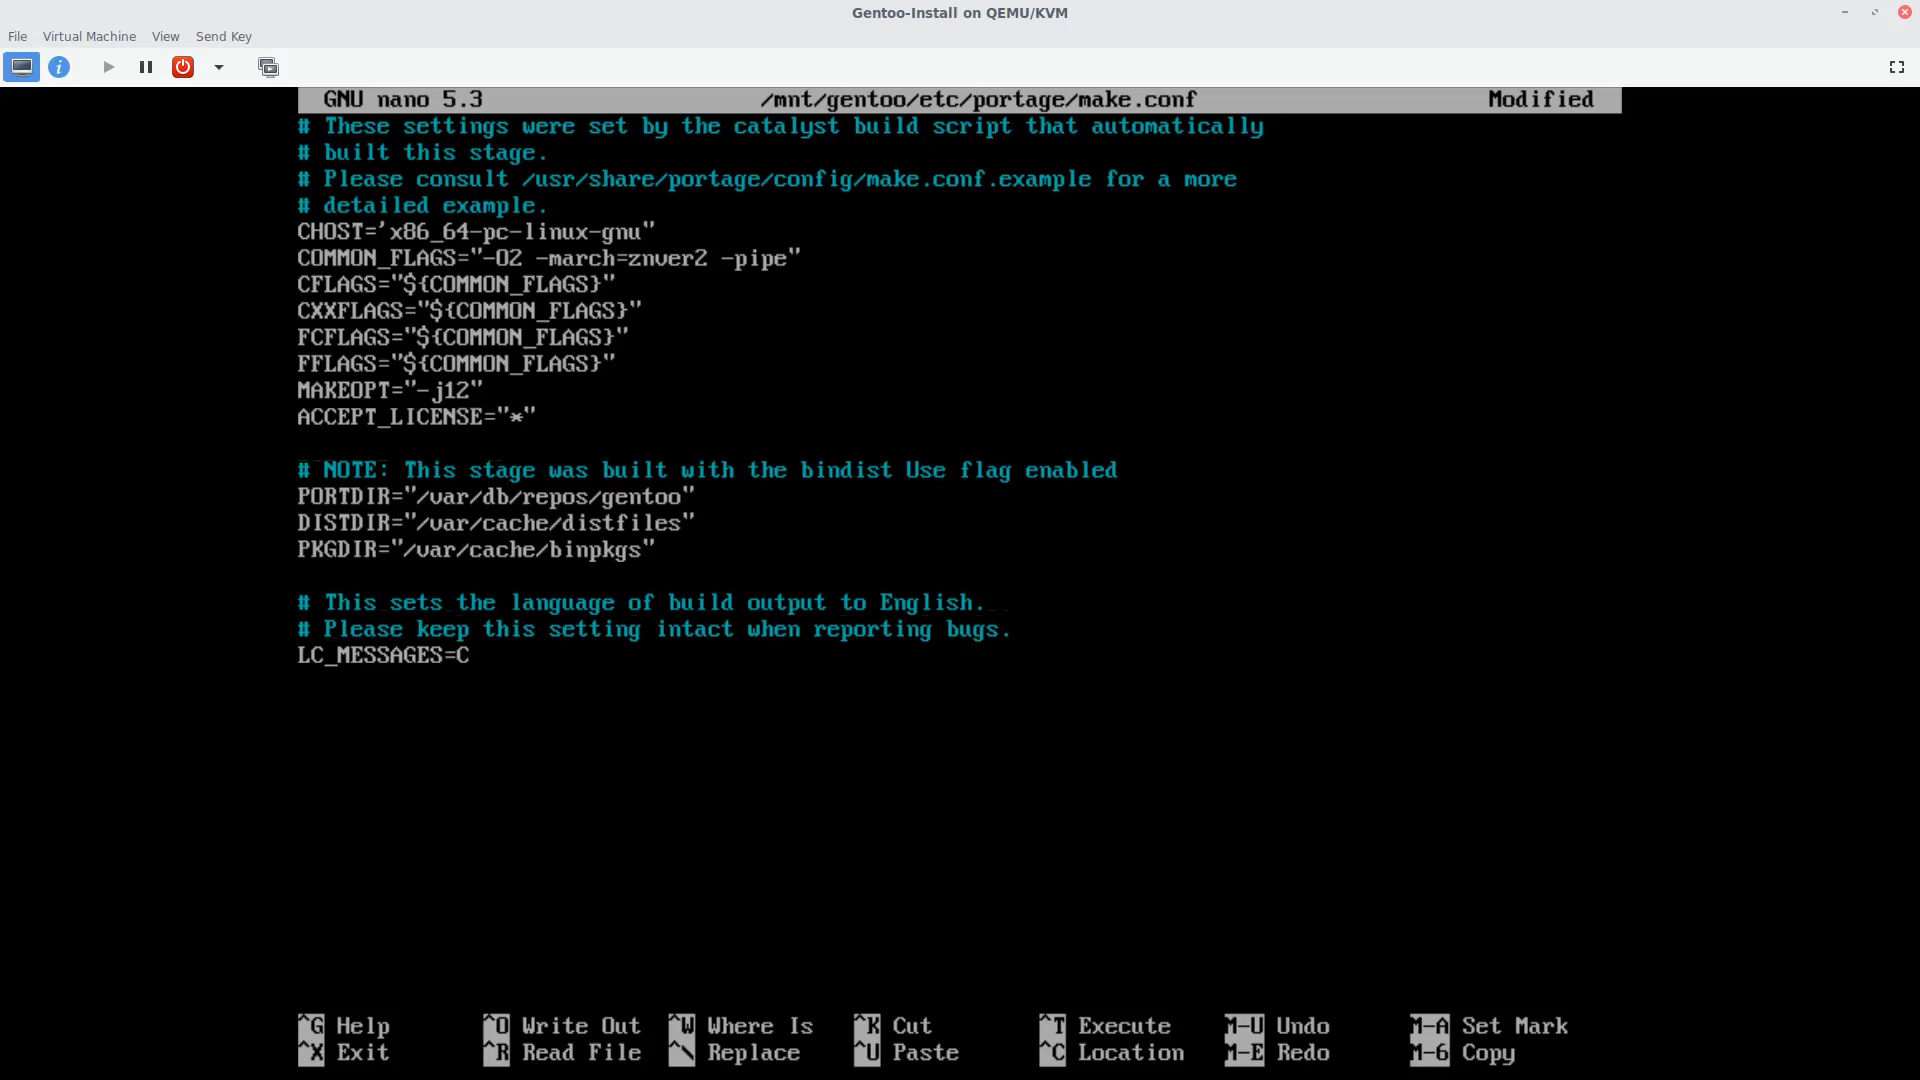 Gentoo-Install on QEMU/KVM
File Virtual Machine View Send Key
GNU nano 5.3 /mnt/gentoo/etc/portage/make.conf Modified
# These settings were set by the catalyst build script that automatically
# built this stage.
# Please consult /usr/share/portage/config/make.conf.example for a more
# detailed example.
CHOST='x86_64-pc-linux-gnu"
COMMON_FLAGS="-O2 -march=znver2 -pipe"
CFLAGS="${COMMON_FLAGS}"
CXXFLAGS="${COMMON_FLAGS}"
FCFLAGS="${COMMON_FLAGS}"
FFLAGS="${COMMON_FLAGS}"
MAKEOPT="-j12"
ACCEPT_LICENSE="*"
# NOTE: This stage was built with the bindist Use flag enabled
PORTDIR="/var/db/repos/gentoo"
DISTDIR="/var/cache/distfiles"
PKGDIR="/var/cache/binpkgs"
# This sets the language of build output to English.
# Please keep this setting intact when reporting bugs.
LC_MESSAGES=C
^G Help ^O Write Out ^W Where Is ^K Cut ^T Execute M-U Undo M-A Set Mark
^X Exit ^R Read File ^\ Replace ^U Paste ^C Location M-E Redo M-6 Copy